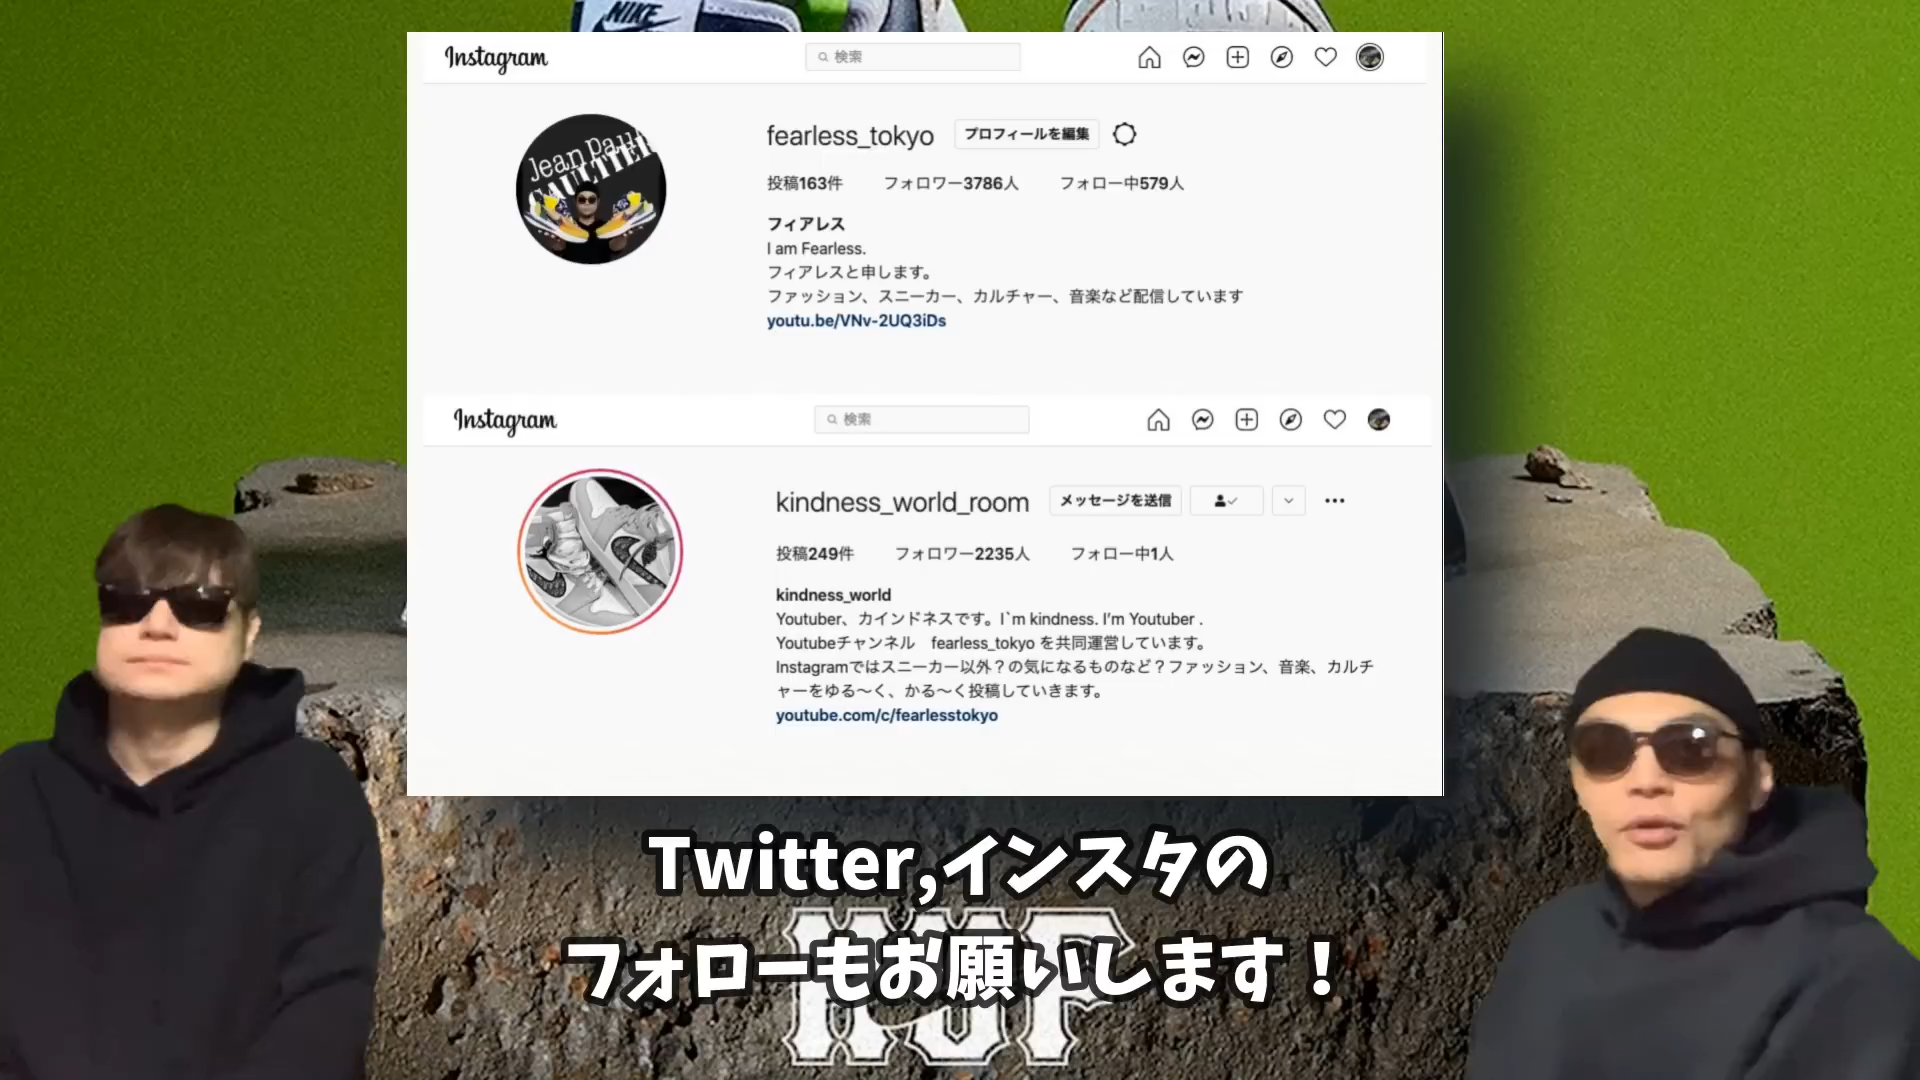 NIKE
Instagram
検索
fearless_tokyo プロフィールを編集
投稿163件 フォロワー3786人 フォロー中579人
Jean Paul
GAULTIER
フィアレス
I am Fearless.
フィアレスと申します。
ファッション、スニーカー、カルチャー、音楽など配信しています
youtu.be/VNv-2UQ3iDs
Instagram
検索
kindness_world_room メッセージを送信
投稿249件 フォロワー2235人 フォロー中1人
kindness_world
Youtuber、カインドネスです。I`m kindness. I’m Youtuber .
Youtubeチャンネル　fearless_tokyo を共同運営しています。
Instagramではスニーカー以外？の気になるものなど？ファッション、音楽、カルチ
ャーをゆる〜く、かる〜く投稿していきます。
youtube.com/c/fearlesstokyo
Twitter,インスタの
フォローもお願いします！
HUF